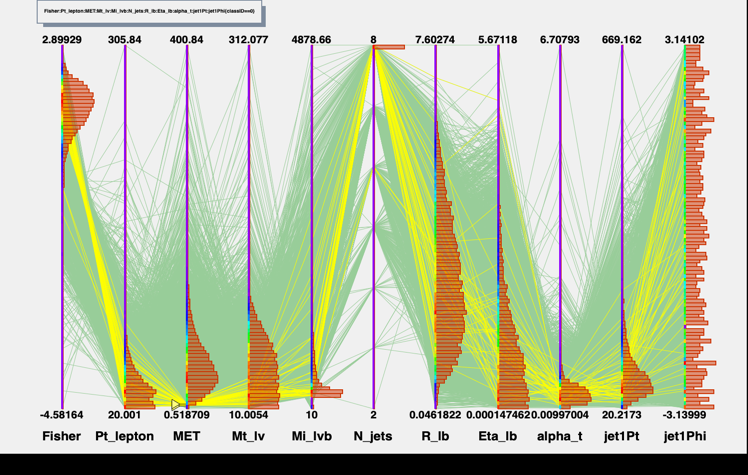 Fisher:Pt_lepton:MET:Mt_lv:Mi_lvb:N_jets:R_lb:Eta_lb:alpha_t:jet1Pt:jet1Phi{classID==0}
2.89929 305.84 400.84 312.077 4878.66 8 7.60274 5.67118 6.70793 669.162 3.14102
-4.58164 20.001 0.518709 10.0054 10 2 0.0461822 0.000147462 0.00997004 20.2173 -3.13999
Fisher Pt_lepton MET Mt_lv Mi_lvb N_jets R_lb Eta_lb alpha_t jet1Pt jet1Phi